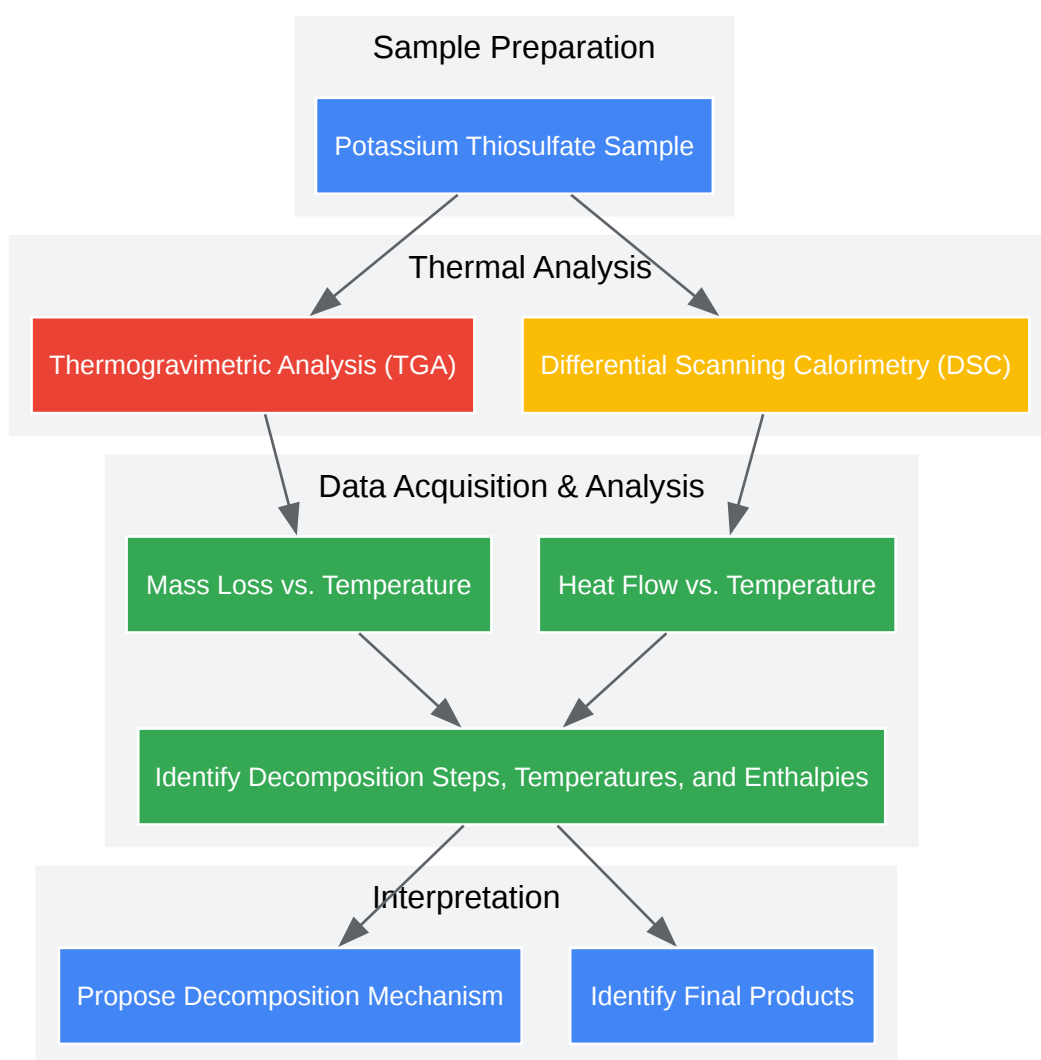 Sample Preparation
Potassium Thiosulfate Sample
Thermal Analysis
Thermogravimetric Analysis (TGA)
Differential Scanning Calorimetry (DSC)
Data Acquisition & Analysis
Mass Loss vs. Temperature
Heat Flow vs. Temperature
Identify Decomposition Steps, Temperatures, and Enthalpies
Interpretation
Propose Decomposition Mechanism
Identify Final Products